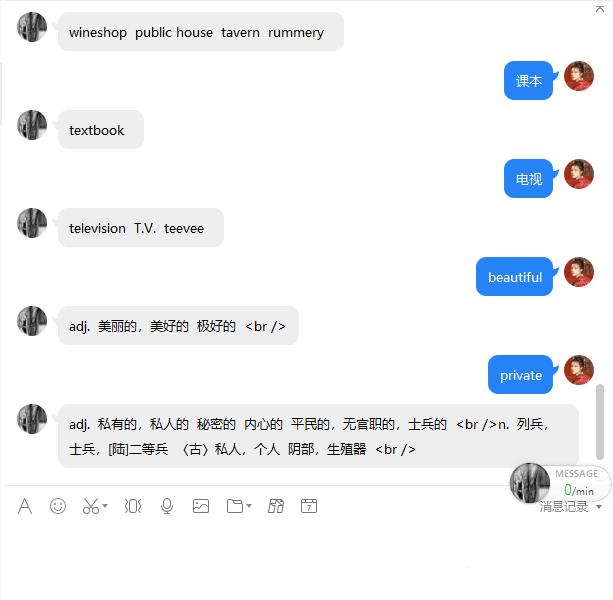 wineshop public house tavern rummery
课本
textbook
电视
television T.V. teevee
beautiful
adj. 美丽的，美好的 极好的 <br />
private
adj. 私有的，私人的 秘密的 内心的 平民的，无官职的，士兵的 <br />n. 列兵，
士兵，[陆]二等兵 〈古〉私人，个人 阴部，生殖器 <br />
MESSAGE
0/min
A
7
消息记录